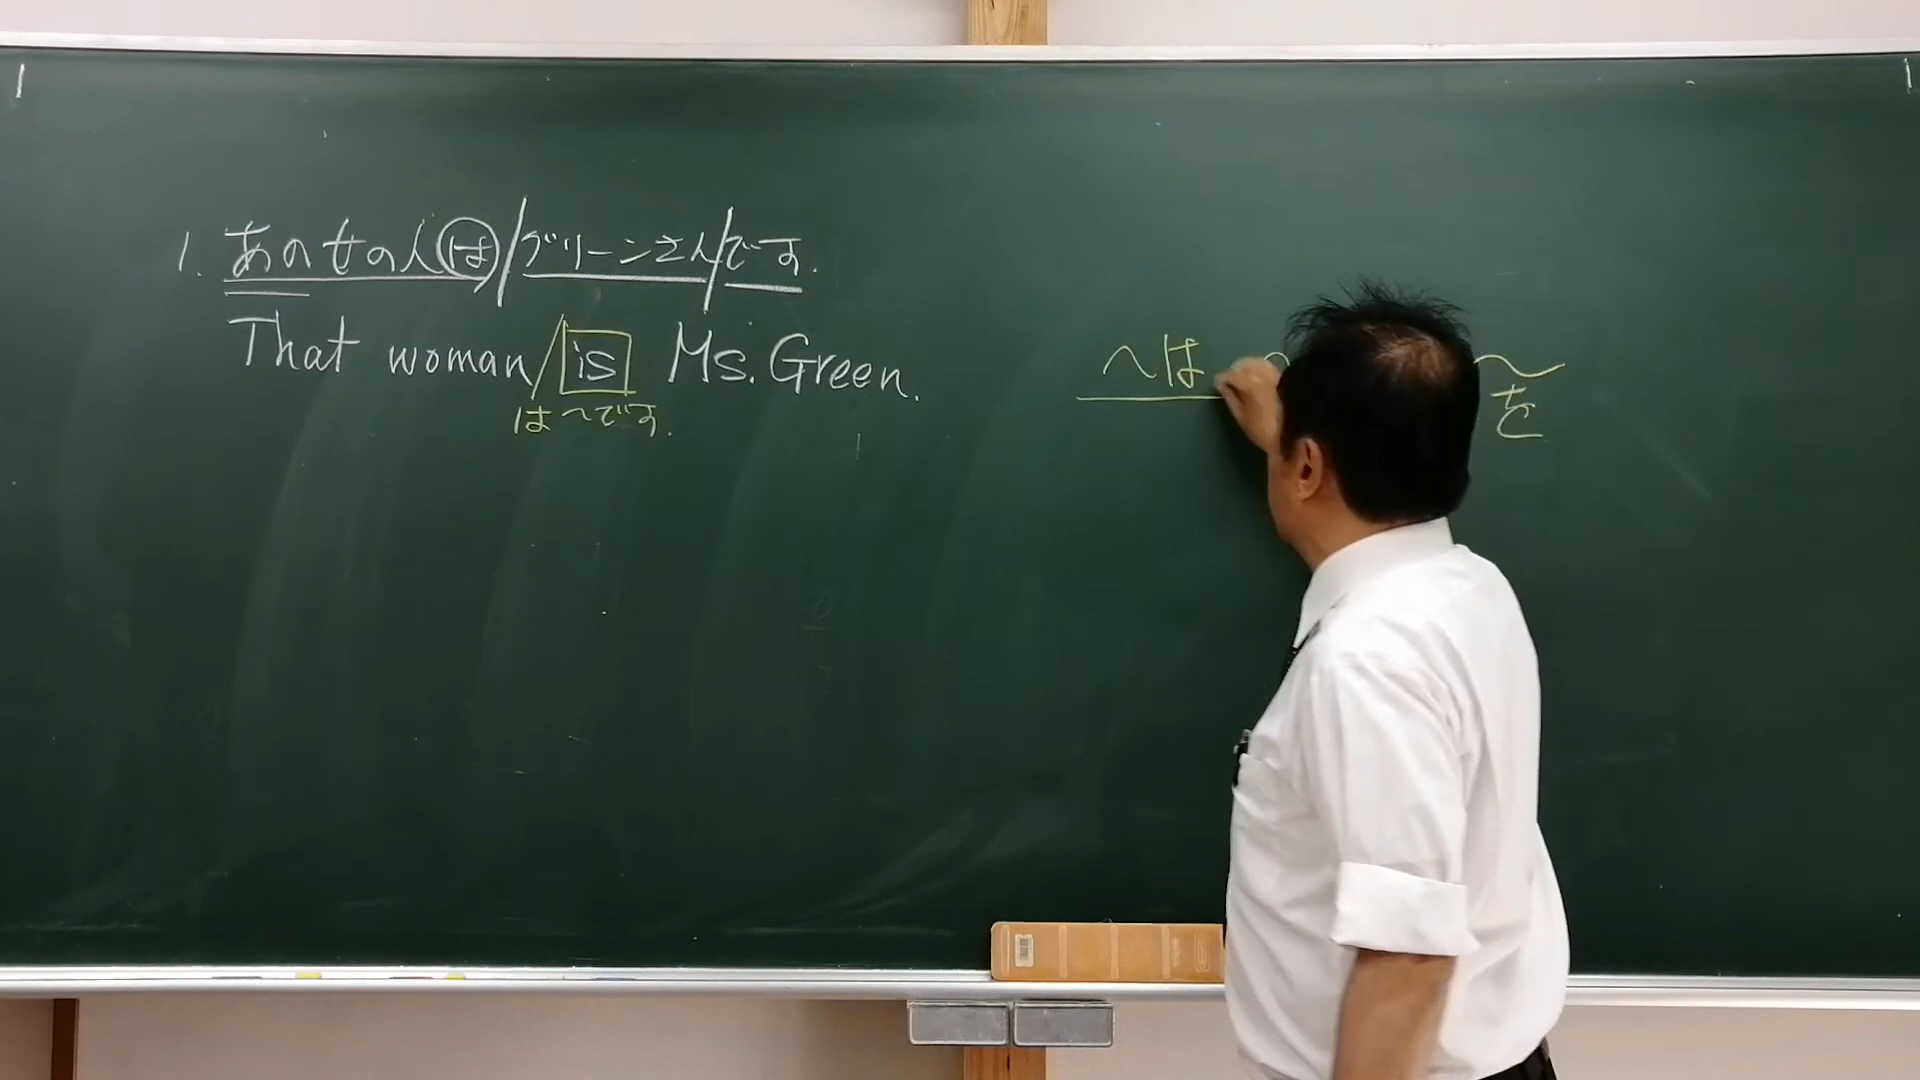 1. あの女の人は/グリーンさん/です.
That woman/is Ms. Green.
は〜です.
〜は
〜
を